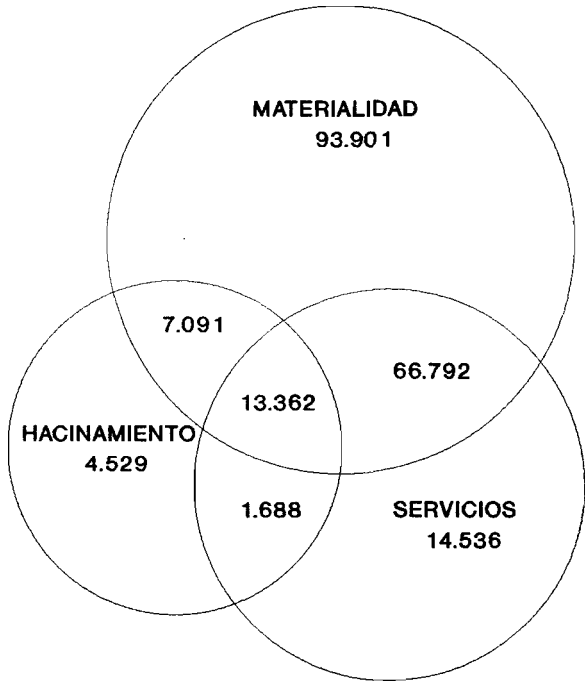 MATERIALIDAD
93.901
7.091
66.792
13.362
HACINAMIENTO
4.529
1.688
SERVICIOS
14.536